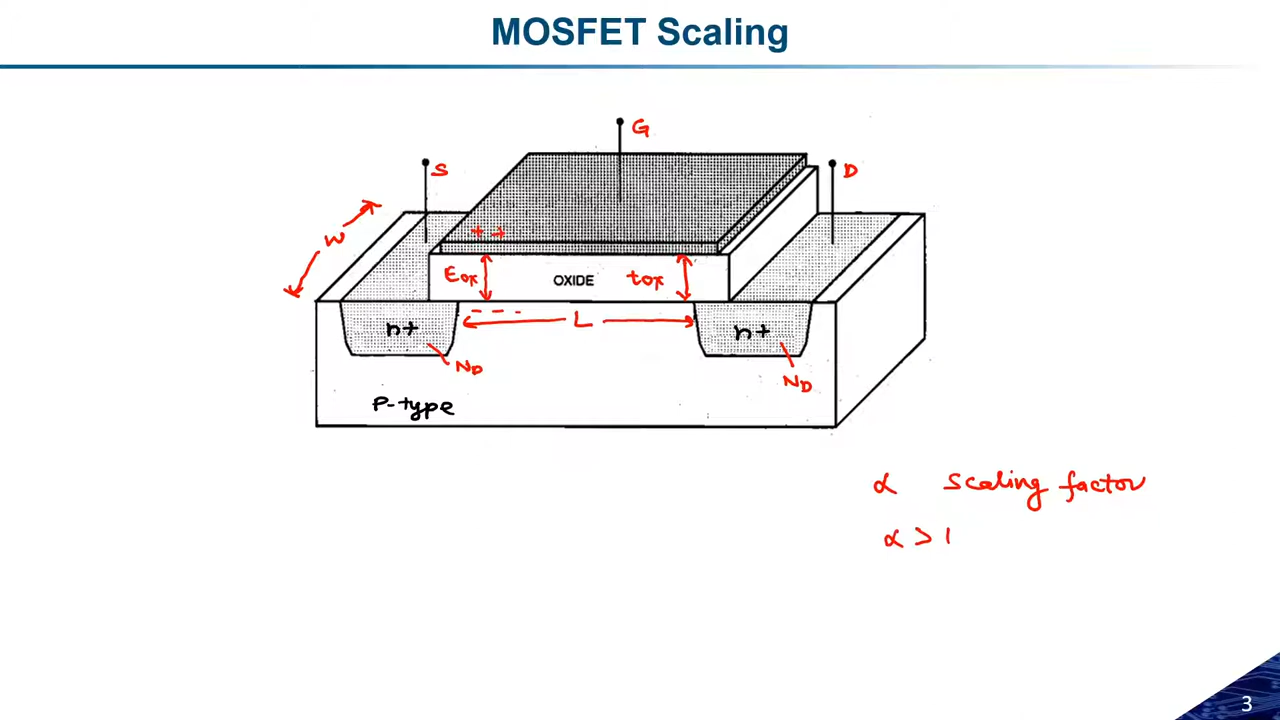 MOSFET Scaling
G
S
D
W
+ +
Eox
OXIDE
tox
- - -
L
n+
n+
ND
ND
P-type
α scaling factor
α > 1
3